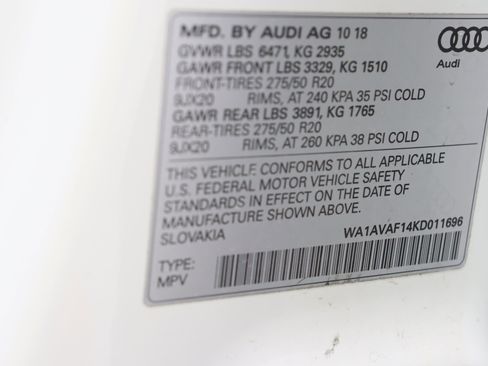 MFD. BY AUDI AG 10 18
GVWR LBS 6471, KG 2935
GAWR FRONT LBS 3329, KG 1510
FRONT-TIRES 275/50 R20
9JX20 RIMS, AT 240 KPA 35 PSI COLD
GAWR REAR LBS 3891, KG 1765
REAR-TIRES 275/50 R20
9JX20 RIMS, AT 260 KPA 38 PSI COLD
Audi
THIS VEHICLE CONFORMS TO ALL APPLICABLE
U.S. FEDERAL MOTOR VEHICLE SAFETY
STANDARDS IN EFFECT ON THE DATE OF
MANUFACTURE SHOWN ABOVE.
SLOVAKIA
WA1AVAF14KD011696
TYPE:
MPV